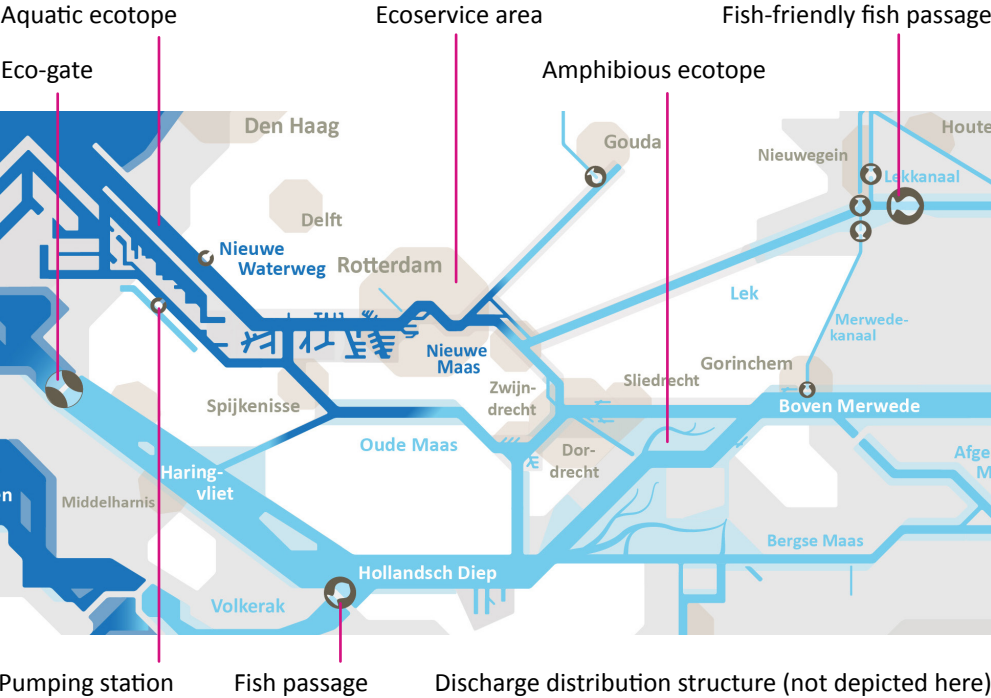 Aquatic ecotope
Ecoservice area
Fish-friendly fish passage
Eco-gate
Amphibious ecotope
Den Haag
Gouda
Houte
Nieuwegein
Lekkanaal
Delft
Nieuwe
Waterweg
Rotterdam
Lek
Merwede-
kanaal
Nieuwe
Maas
Gorinchem
Sliedrecht
Zwijn-
drecht
Spijkenisse
Boven Merwede
Oude Maas
Dor-
drecht
Afge
M
Haring-
vliet
en
Middelharnis
Bergse Maas
Hollandsch Diep
Volkerak
Pumping station
Fish passage
Discharge distribution structure (not depicted here)